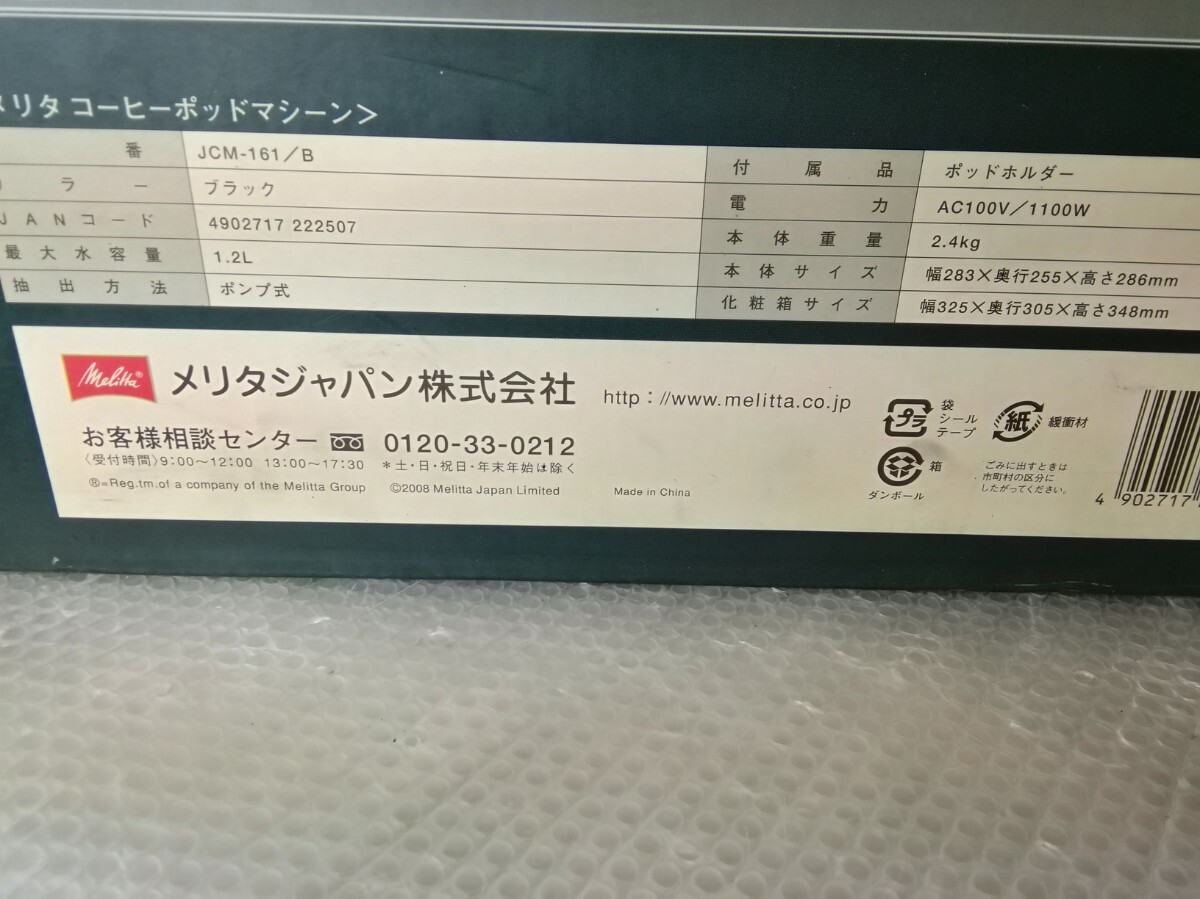 メリタ コーヒーポッドマシーン＞
番 JCM-161／B
カラー ブラック
JANコード 4902717 222507
最大水容量 1.2L
抽出方法 ポンプ式
付属品 ポッドホルダー
電力 AC100V／1100W
本体重量 2.4kg
本体サイズ 幅283×奥行255×高さ286mm
化粧箱サイズ 幅325×奥行305×高さ348mm
Melitta® メリタジャパン株式会社
http：//www.melitta.co.jp
お客様相談センター 0120-33-0212
〈受付時間〉9:00～12:00 13:00～17:30 ＊土・日・祝日・年末年始は除く
®=Reg.tm.of a company of the Melitta Group ©2008 Melitta Japan Limited Made in China
プラ
袋
シール
テープ
紙 緩衝材
箱
ダンボール
ごみに出すときは
市町村の区分に
したがってください。
4 902717